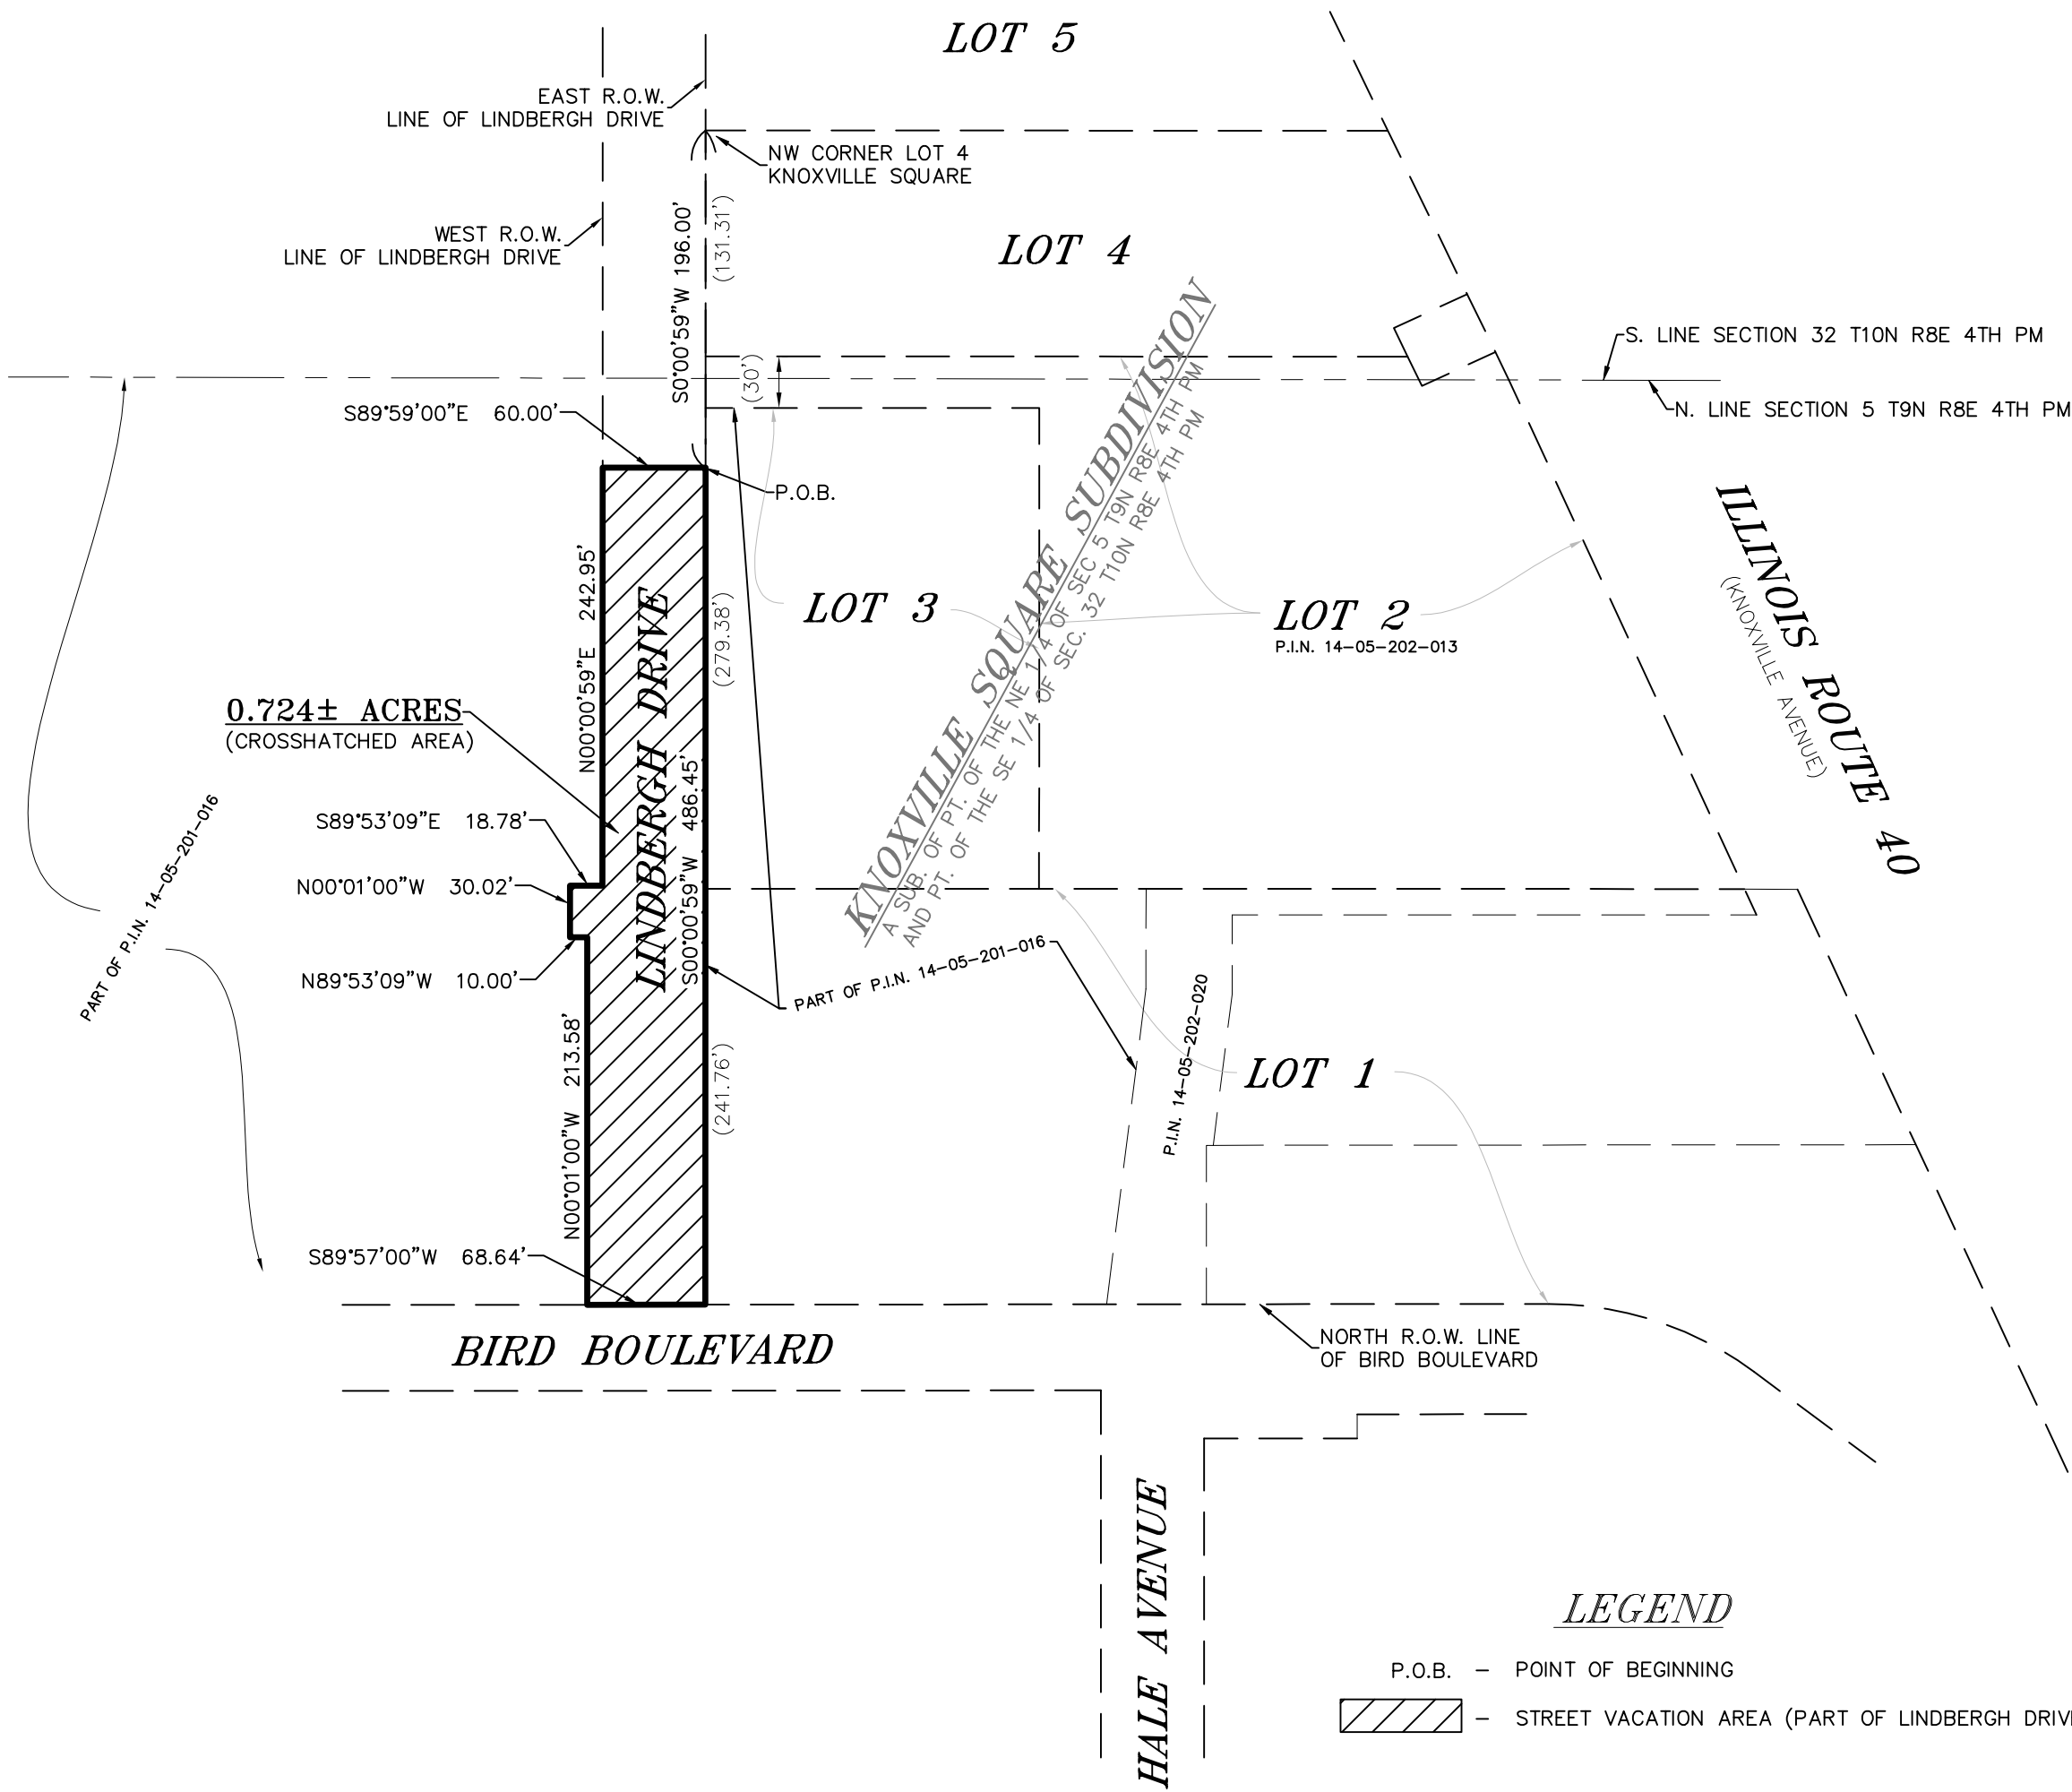 LOT 5
EAST R.O.W.
LINE OF LINDBERGH DRIVE
NW CORNER LOT 4
KNOXVILLE SQUARE
WEST R.O.W.
LINE OF LINDBERGH DRIVE
S0°00'59"W 196.00'
(131.31')
LOT 4
(30')
S. LINE SECTION 32 T10N R8E 4TH PM
N. LINE SECTION 5 T9N R8E 4TH PM
S89°59'00"E 60.00'
P.O.B.
KNOXVILLE SQUARE SUBDIVISION
A SUB. OF PT. OF THE NE 1/4 OF SEC 5 T9N R8E 4TH PM
AND PT. OF THE SE 1/4 OF SEC. 32 T10N R8E 4TH PM
ILLINOIS ROUTE 40
(KNOXVILLE AVENUE)
N00°00'59"E 242.95'
LINDBERGH DRIVE
(279.38')
LOT 3
LOT 2
P.I.N. 14-05-202-013
0.724± ACRES
(CROSSHATCHED AREA)
S00°00'59"W 486.45'
PART OF P.I.N. 14-05-201-016
S89°53'09"E 18.78'
N00°01'00"W 30.02'
N89°53'09"W 10.00'
PART OF P.I.N. 14-05-201-016
P.I.N. 14-05-202-020
N00°01'00"W 213.58'
(241.76')
LOT 1
S89°57'00"W 68.64'
BIRD BOULEVARD
NORTH R.O.W. LINE
OF BIRD BOULEVARD
HALE AVENUE
LEGEND
P.O.B. - POINT OF BEGINNING
- STREET VACATION AREA (PART OF LINDBERGH DRIV